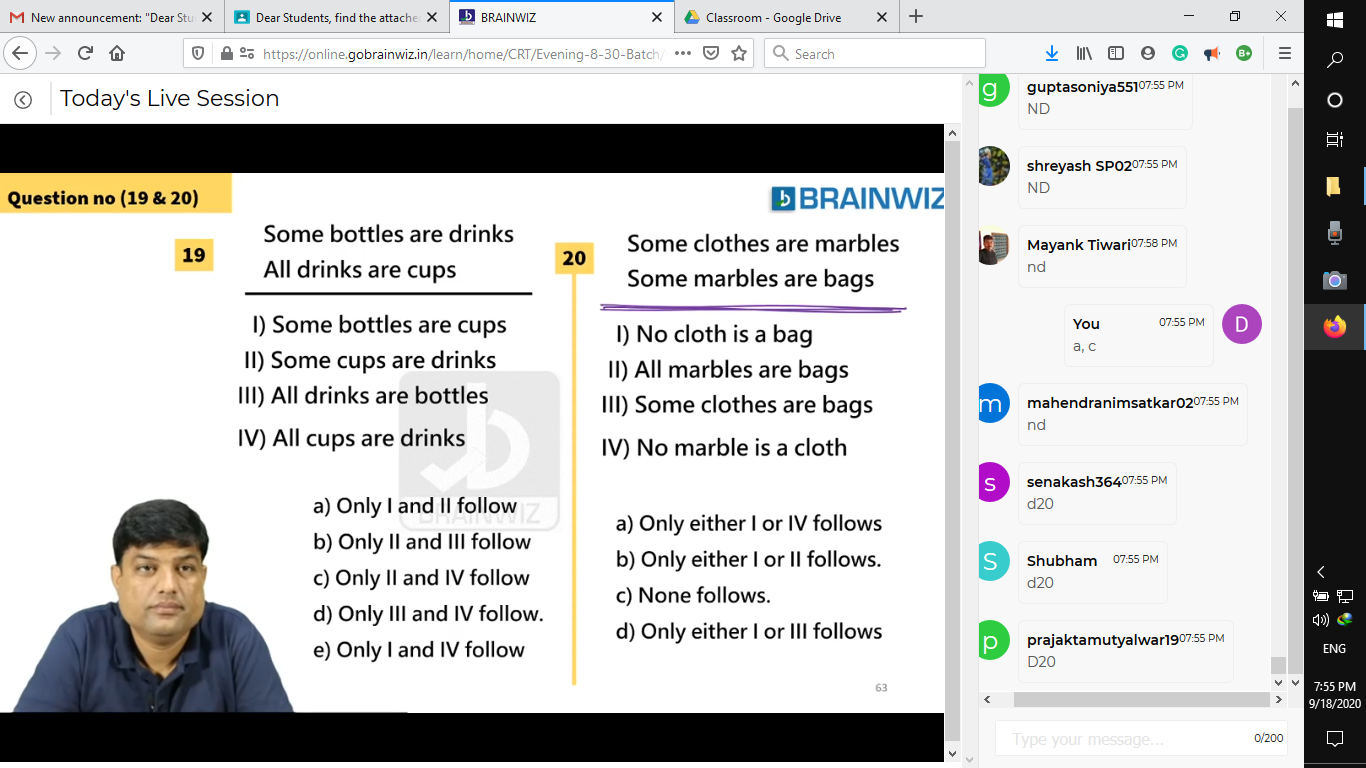 New announcement: "Dear Stu
Dear Students, find the attache
BRAINWIZ
Classroom - Google Drive
https://online.gobrainwiz.in/learn/home/CRT/Evening-8-30-Batch/
Search
Today's Live Session
Question no (19 & 20)
BRAINWIZ
19
Some bottles are drinks
All drinks are cups
I) Some bottles are cups
II) Some cups are drinks
III) All drinks are bottles
IV) All cups are drinks
a) Only I and II follow
b) Only II and III follow
c) Only II and IV follow
d) Only III and IV follow.
e) Only I and IV follow
BRAINWIZ
20
Some clothes are marbles
Some marbles are bags
I) No cloth is a bag
II) All marbles are bags
III) Some clothes are bags
IV) No marble is a cloth
a) Only either I or IV follows
b) Only either I or II follows.
c) None follows.
d) Only either I or III follows
63
g
guptasoniya551 07:55 PM
ND
shreyash SP02 07:55 PM
ND
Mayank Tiwari 07:58 PM
nd
You 07:55 PM
a, c
D
m
mahendranimsatkar02 07:55 PM
nd
s
senakash364 07:55 PM
d20
S
Shubham 07:55 PM
d20
p
prajaktamutyalwar19 07:55 PM
D20
Type your message...
0/200
ENG
7:55 PM
9/18/2020